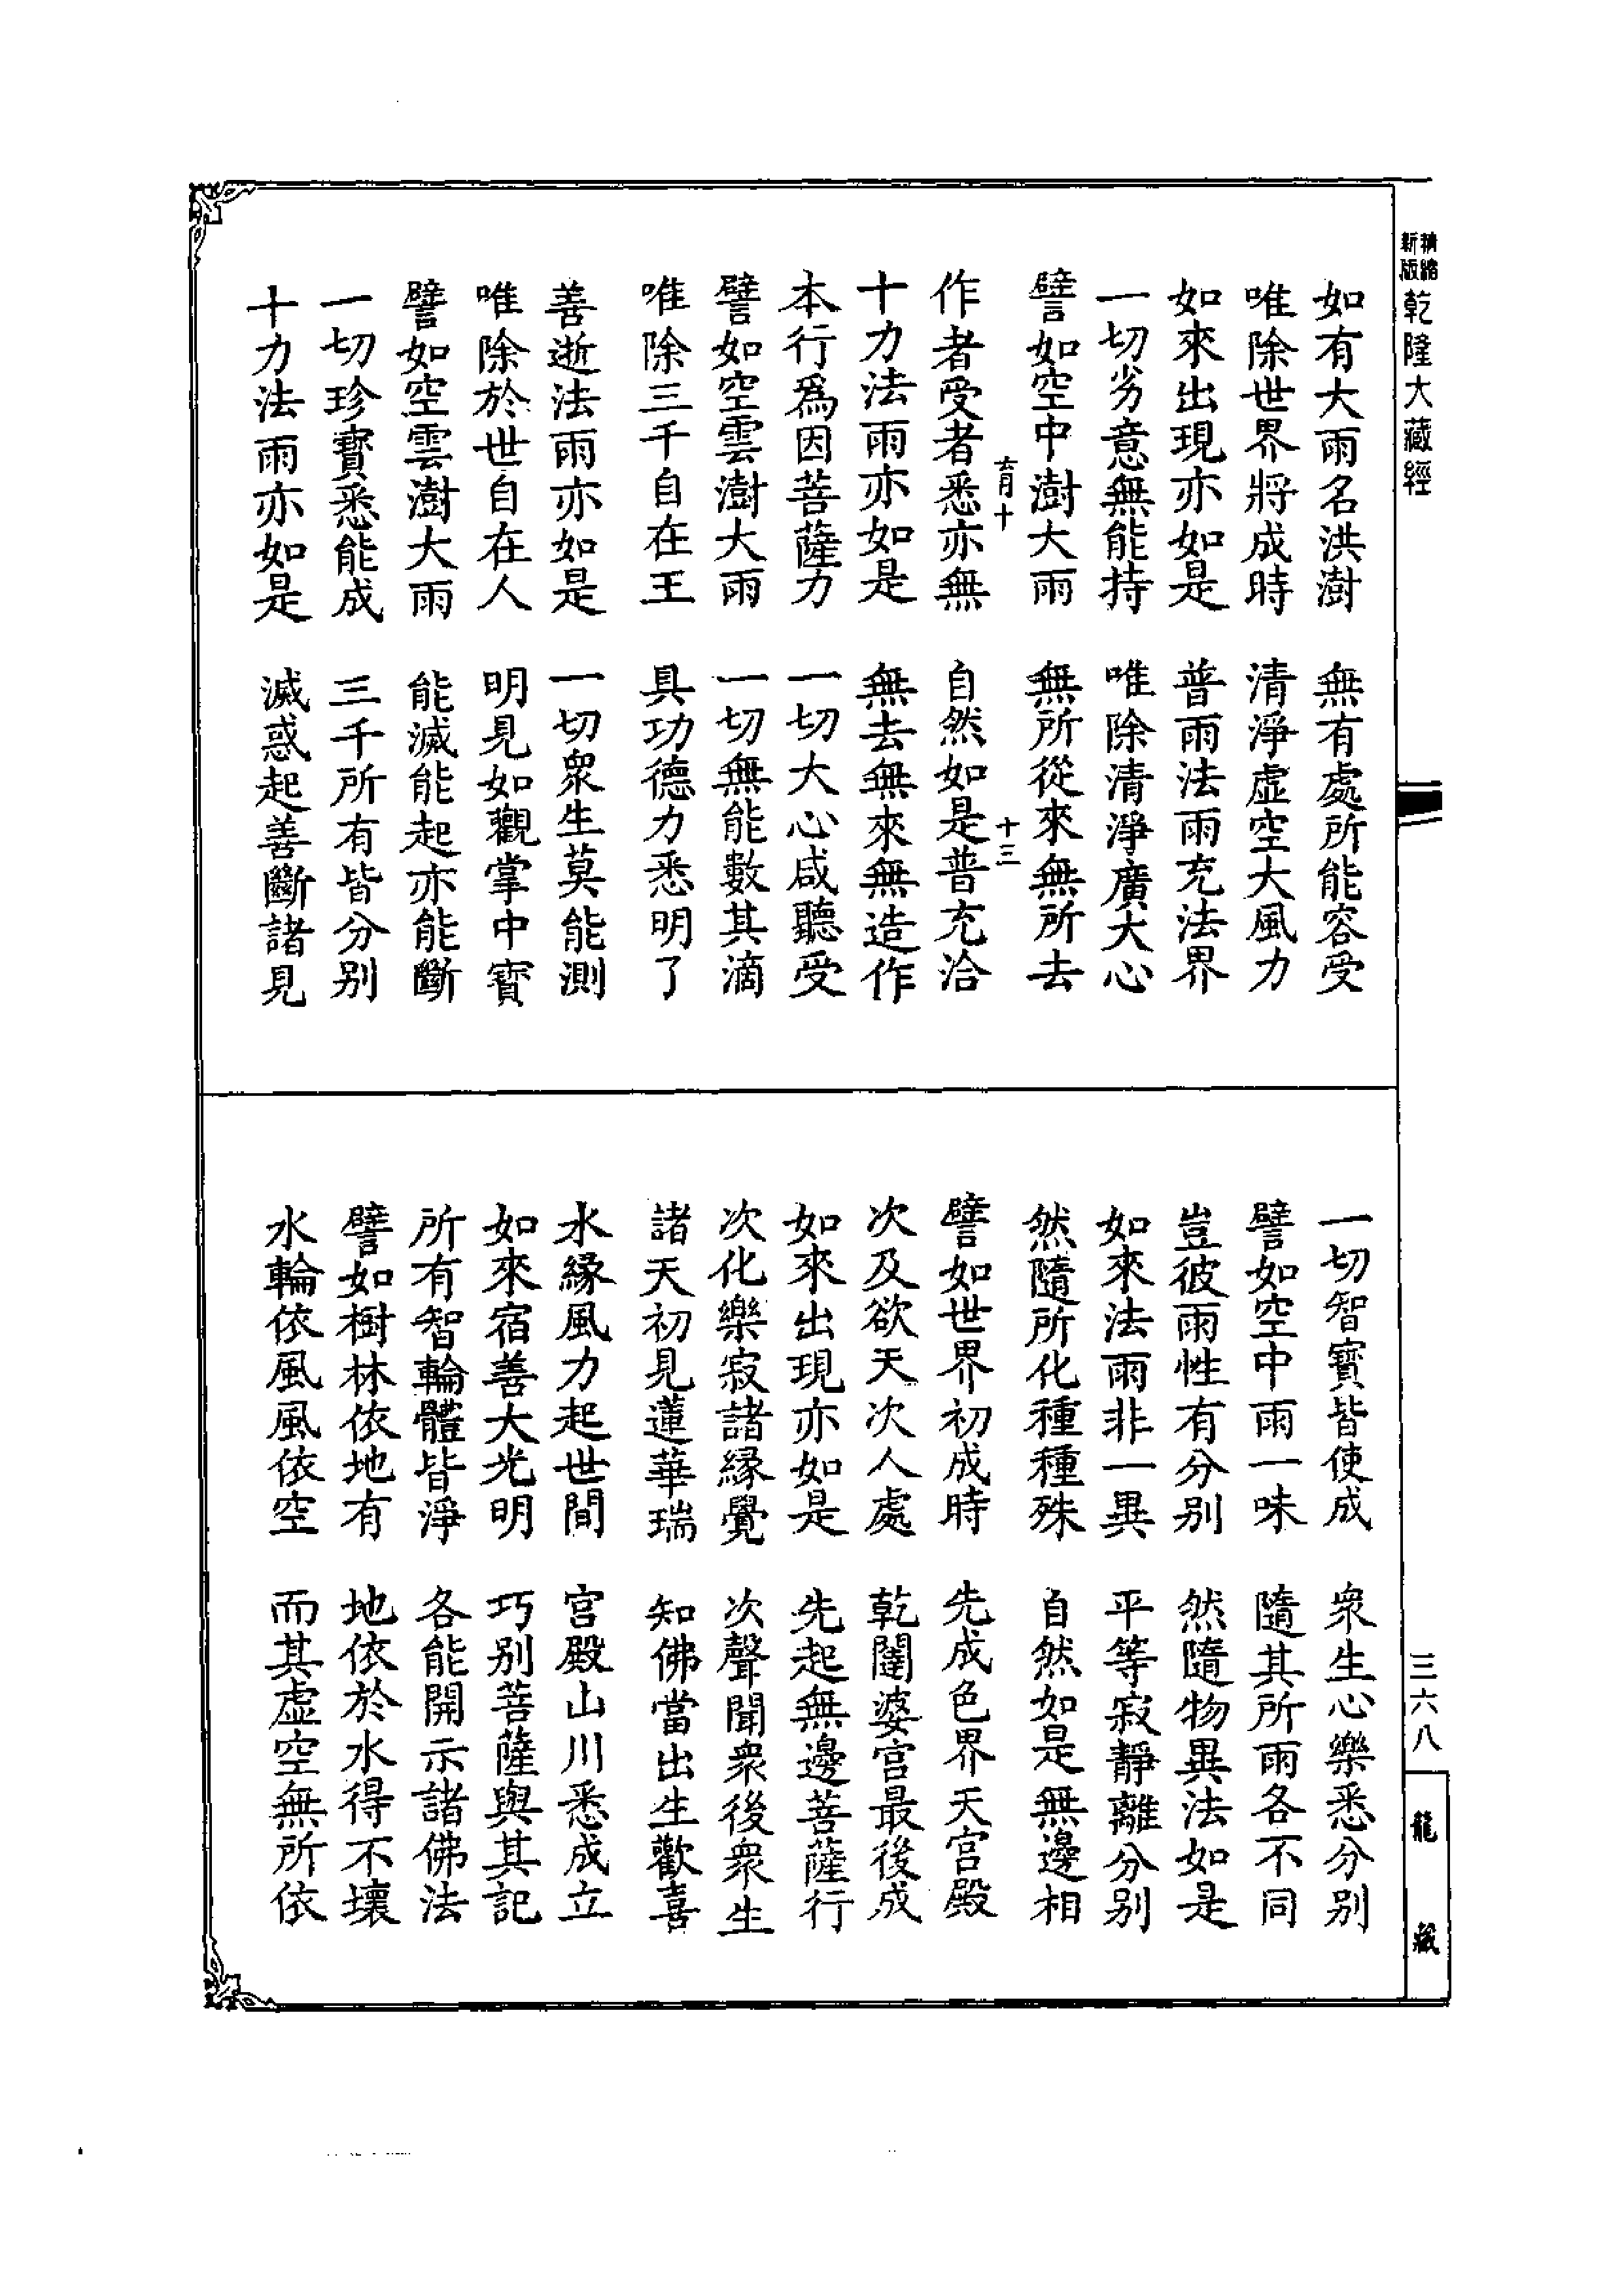 精縮新版乾隆大藏經
如有大雨名洪澍　無有處所能容受
唯除世界將成時　清淨虛空大風力
如來出現亦如是　普雨法雨充法界
一切劣意無能持　唯除清淨廣大心
譬如空中澍大雨　無所從來無所去
育十　十三
作者受者悉亦無　自然如是普充洽
十力法雨亦如是　無去無來無造作
本行爲因菩薩力　一切大心咸聽受
譬如空雲澍大雨　一切無能數其滴
唯除三千自在王　具功德力悉明了
善逝法雨亦如是　一切眾生莫能測
唯除於世自在人　明見如觀掌中寶
譬如空雲澍大雨　能滅能起亦能斷
一切珍寶悉能成　三千所有皆分別
十力法雨亦如是　滅惑起善斷諸見
一切智寶皆使成　眾生心樂悉分別
譬如空中雨一味　隨其所雨各不同
豈彼雨性有分別　然隨物異法如是
如來法雨非一異　平等寂靜離分別
然隨所化種種殊　自然如是無邊相
譬如世界初成時　先成色界天宮殿
次及欲天次人處　乾闥婆宮最後成
如來出現亦如是　先起無邊菩薩行
次化樂寂諸緣覺　次聲聞眾後眾生
諸天初見蓮華瑞　知佛當出生歡喜
水緣風力起世間　宮殿山川悉成立
如來宿善大光明　巧別菩薩與其記
所有智輪體皆淨　各能開示諸佛法
譬如樹林依地有　地依於水得不壞
水輪依風風依空　而其虛空無所依
三六八
龍藏